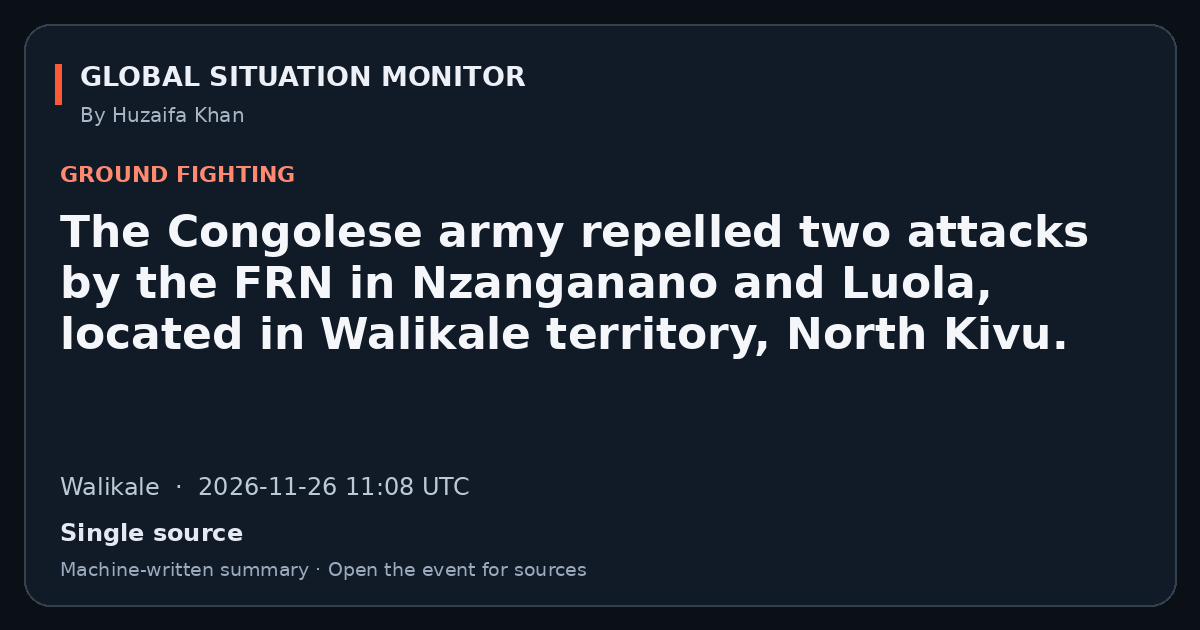 GLOBAL SITUATION MONITOR
By Huzaifa Khan
GROUND FIGHTING
The Congolese army repelled two attacks
by the FRN in Nzanganano and Luola,
located in Walikale territory, North Kivu.
Walikale · 2026-11-26 11:08 UTC
Single source
Machine-written summary · Open the event for sources